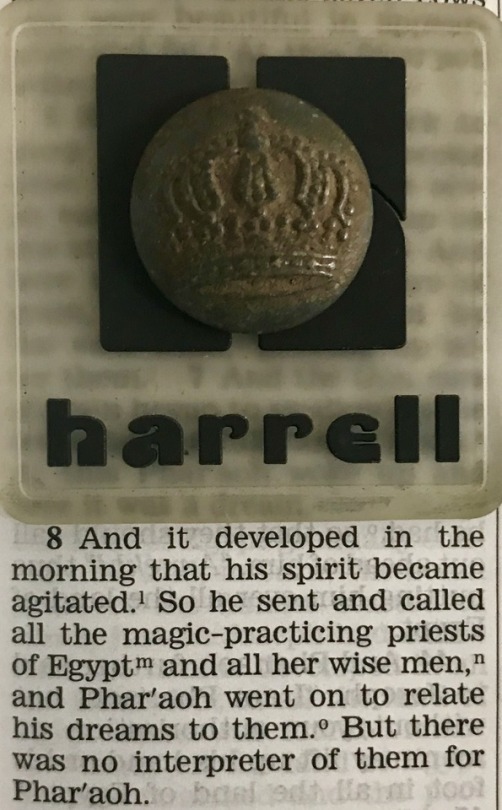 harrell
8 And it developed in the
morning that his spirit became
agitated.¹ So he sent and called
all the magic-practicing priests
of Egyptᵐ and all her wise men,ⁿ
and Phar′aoh went on to relate
his dreams to them.ᵒ But there
was no interpreter of them for
Phar′aoh.